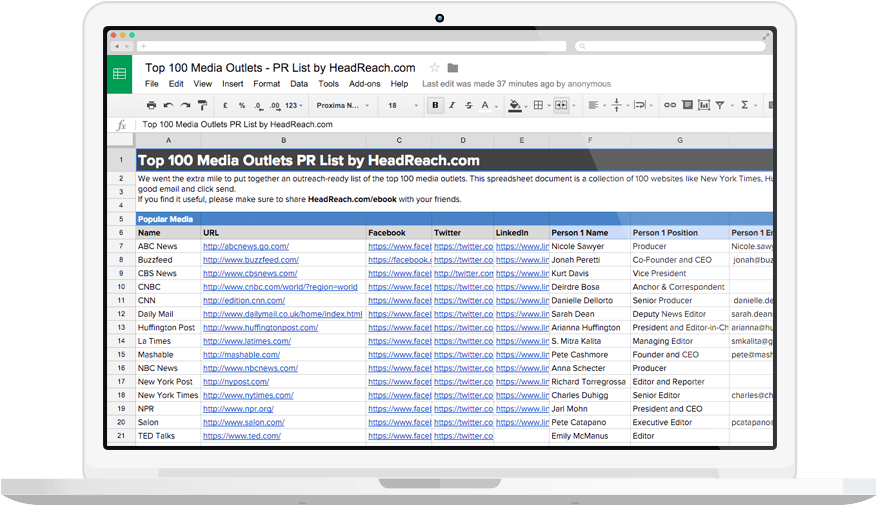 Top 100 Media Outlets - PR List by HeadReach.com
File Edit View Insert Format Data Tools Add-ons Help Last edit was made 37 minutes ago by anonymous
£ % .0 .00 123 Proxima N... 18 B I S A Σ
fx Top 100 Media Outlets PR List by HeadReach.com
A B C D E F G
1 Top 100 Media Outlets PR List by HeadReach.com
2 We went the extra mile to put together an outreach-ready list of the top 100 media outlets. This spreadsheet document is a collection of 100 websites like New York Times, Hu
3 good email and click send.
4 If you find it useful, please make sure to share HeadReach.com/ebook with your friends.
5 Popular Media
6 Name URL Facebook Twitter LinkedIn Person 1 Name Person 1 Position Person 1 E
7 ABC News http://abcnews.go.com/ https://www.facel https://twitter.co https://www.lin Nicole Sawyer Producer Nicole.saw
8 Buzzfeed http://www.buzzfeed.com/ https://facebook.c https://twitter.co https://www.lin Jonah Peretti Co-Founder and CEO jonah@buz
9 CBS News http://www.cbsnews.com/ https://www.facel http://twitter.com https://www.lin Kurt Davis Vice President
10 CNBC http://www.cnbc.com/world/?region=world https://www.facel https://twitter.co https://www.lin Deirdre Bosa Anchor & Correspondent
11 CNN http://edition.cnn.com/ https://www.facel https://twitter.co https://www.lin Danielle Dellorto Senior Producer danielle.de
12 Daily Mail http://www.dailymail.co.uk/home/index.html https://www.facel https://twitter.co https://www.lin Sarah Dean Deputy News Editor sarah.dean
13 Huffington Post http://www.huffingtonpost.com/ https://www.facel https://twitter.co https://www.lin Arianna Huffington President and Editor-in-Ch arianna@hu
14 La Times http://www.latimes.com/ https://www.facel https://twitter.co https://www.lin S. Mitra Kalita Managing Editor smkalita@g
15 Mashable http://mashable.com/ https://www.facel https://twitter.co https://www.lin Pete Cashmore Founder and CEO pete@mash
16 NBC News http://www.nbcnews.com/ https://www.facel https://twitter.co https://www.lin Anna Schecter Producer
17 New York Post http://nypost.com/ https://www.facel https://twitter.co https://www.lin Richard Torregrossa Editor and Reporter
18 New York Times http://www.nytimes.com/ https://www.facel https://twitter.co https://www.lin Charles Duhigg Senior Editor charles@ch
19 NPR http://www.npr.org/ https://www.facel https://twitter.co https://www.lin Jarl Mohn President and CEO
20 Salon http://www.salon.com/ https://www.facel https://twitter.co https://www.lin Pete Catapano Executive Editor pcatapano@
21 TED Talks https://www.ted.com/ https://www.facel https://twitter.co Emily McManus Editor